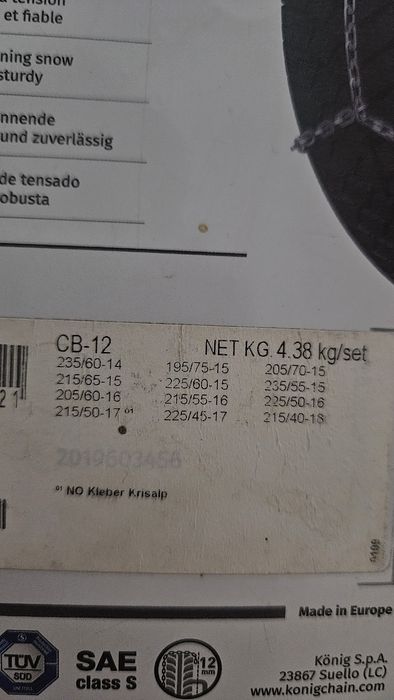 et fiable
ning snow
sturdy
nnende
und zuverlässig
de tensado
obusta
CB-12 NET KG. 4.38 kg/set
235/60-14 195/75-15 205/70-15
215/65-15 225/60-15 235/55-15
205/60-16 215/55-16 225/50-16
215/50-17 ⁰¹ 225/45-17 215/40-18
21
2019603456
⁰¹ NO Kleber Krisalp
Made in Europe
TÜV
SÜD
SAE
class S
12
mm
König S.p.A.
23867 Suello (LC)
www.konigchain.com